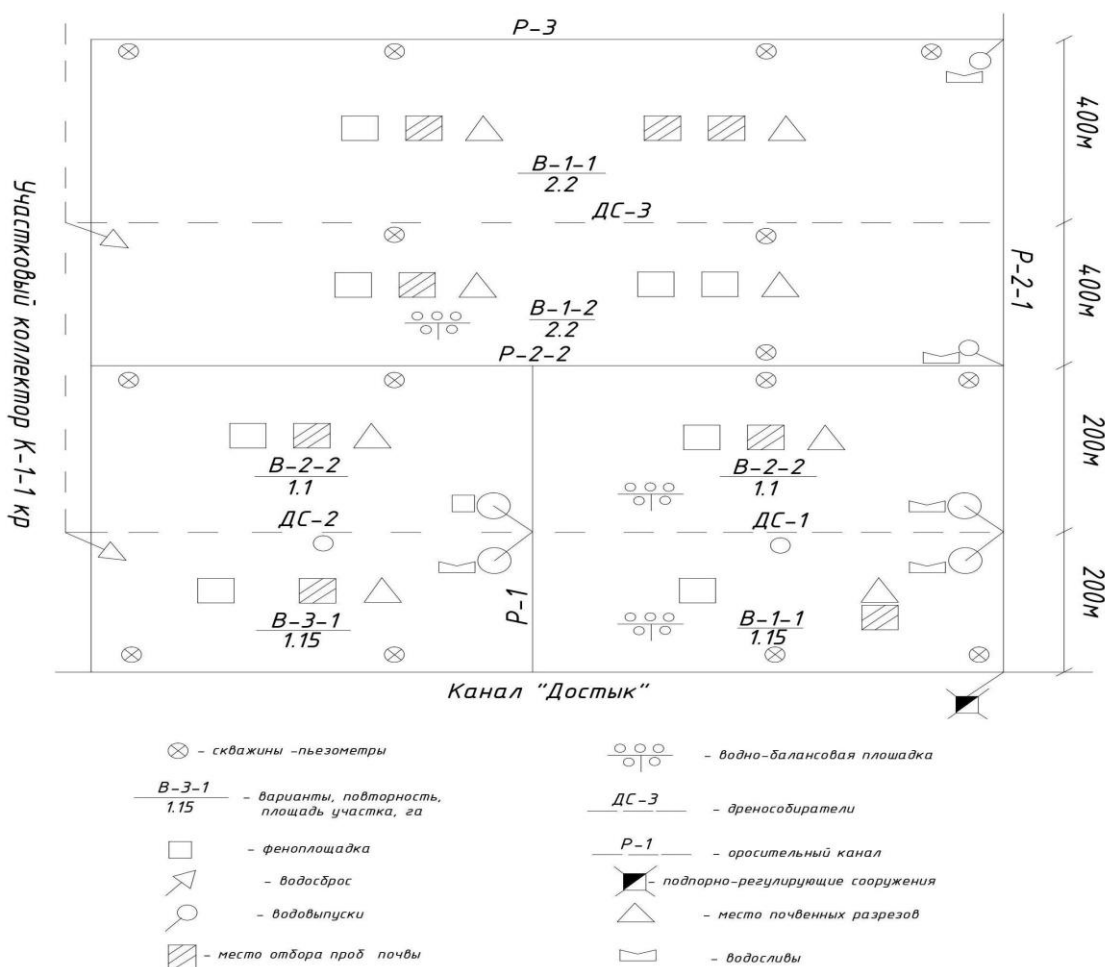 Р-3
400м
В-1-1
2.2
ДС-3
Участковый коллектор К-1-1 кр
Р-2-1
400м
В-1-2
2.2
Р-2-2
200м
В-2-2
1.1
В-2-2
1.1
ДС-2
ДС-1
200м
Р-1
В-3-1
1.15
В-1-1
1.15
Канал "Достык"
- скважины -пьезометры
- водно-балансовая площадка
В-3-1
1.15
- варианты, повторность,
площадь участка, га
ДС-3
- дренособиратели
- феноплощадка
Р-1
- оросительный канал
- водосброс
- подпорно-регулирующие сооружения
- водовыпуски
- место почвенных разрезов
- место отбора проб почвы
- водосливы